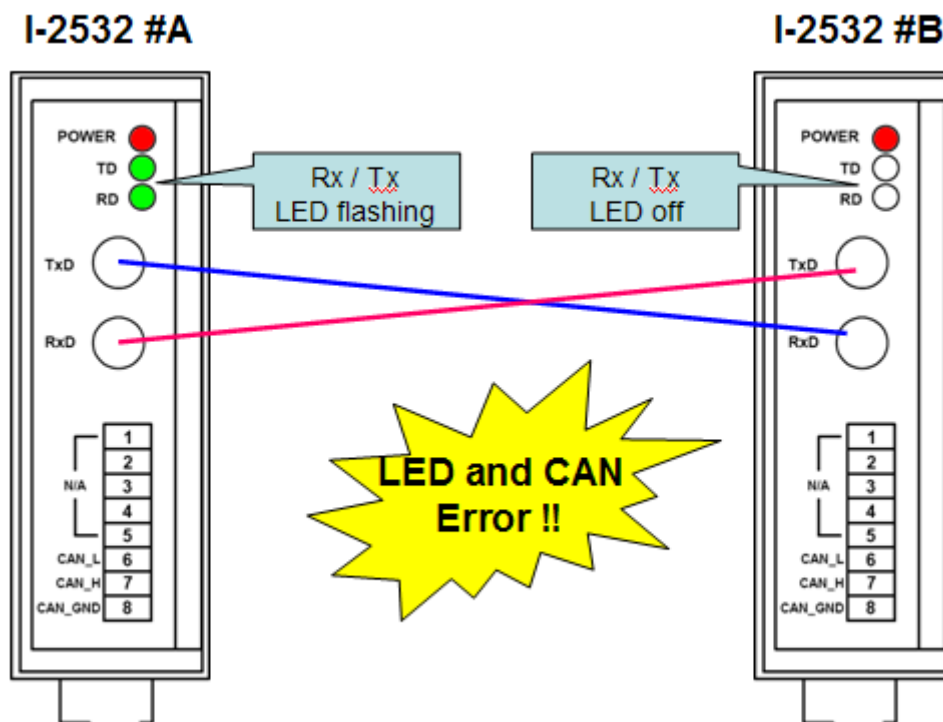 I-2532 #A
I-2532 #B
POWER
TD
RD
Rx / Tx
LED flashing
Rx / Tx
LED off
POWER
TD
RD
TxD
RxD
TxD
RxD
LED and CAN
Error !!
1
2
N/A 3
4
5
CAN_L 6
CAN_H 7
CAN_GND 8
1
2
N/A 3
4
5
CAN_L 6
CAN_H 7
CAN_GND 8